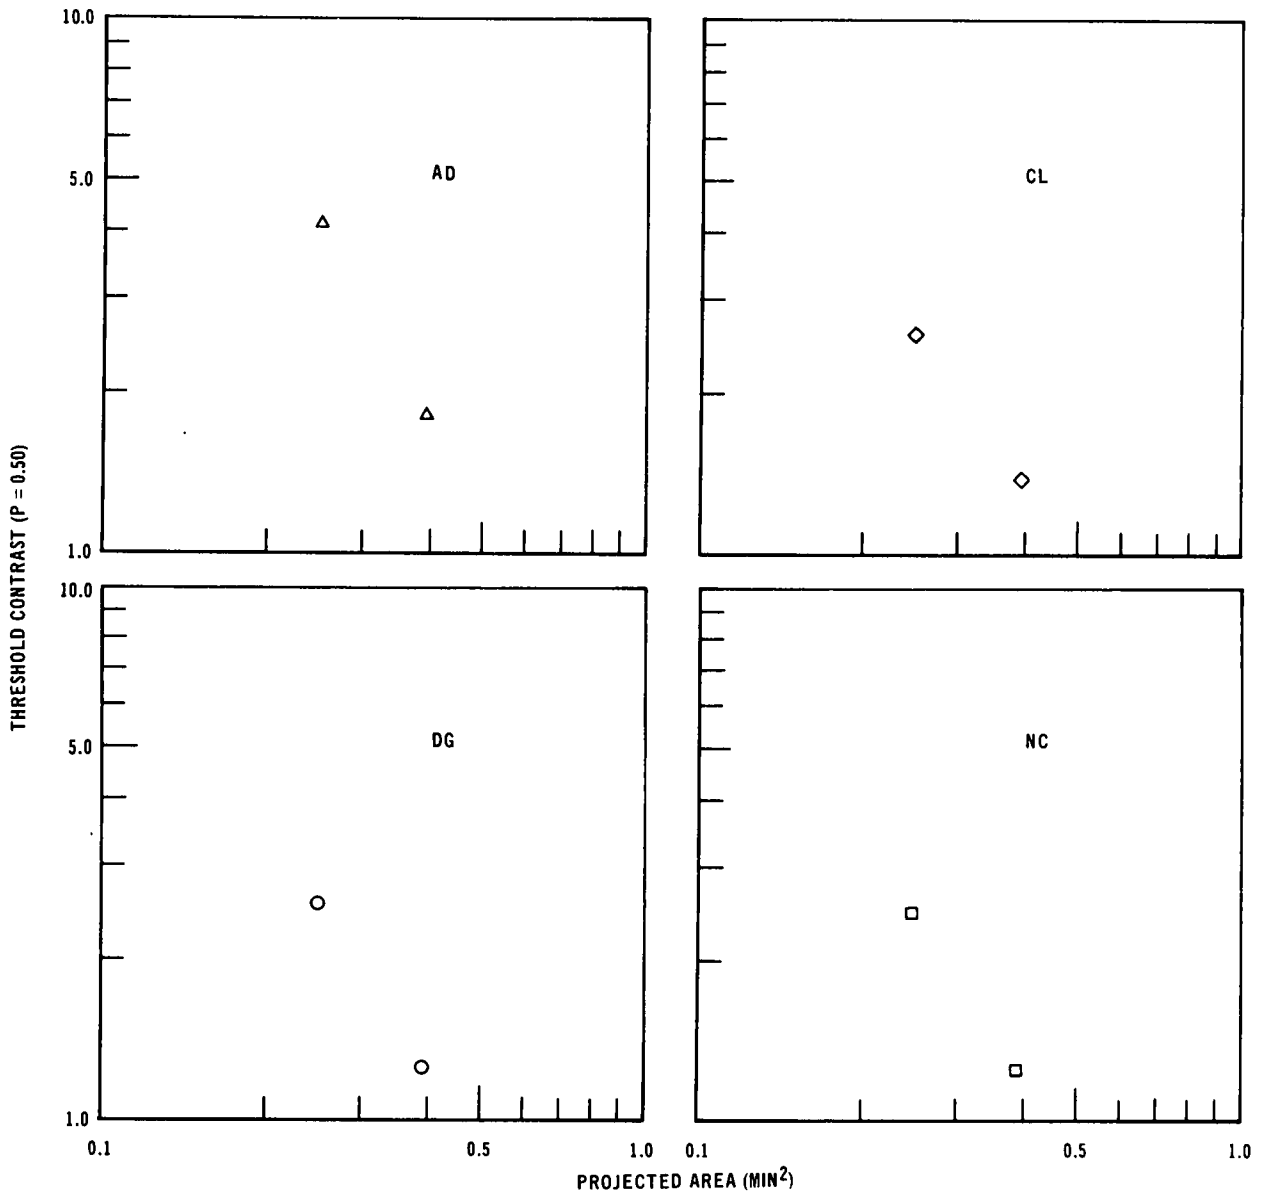 10.0
5.0
AD
CL
1.0
10.0
5.0
DG
NC
1.0
0.1 0.5 1.0 0.1 0.5 1.0
THRESHOLD CONTRAST (P = 0.50)
PROJECTED AREA (MIN2)